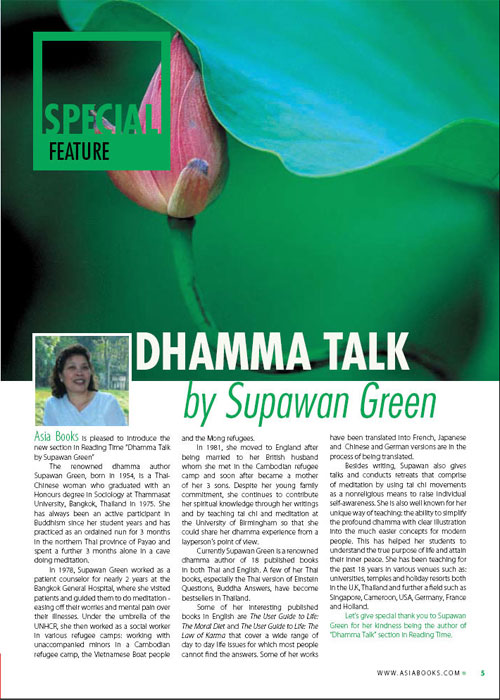 SPECIAL
FEATURE
DHAMMA TALK
by Supawan Green
Asia Books is pleased to introduce the
new section in Reading Time "Dhamma Talk
by Supawan Green"
The renowned dhamma author
Supawan Green, born in 1954, is a Thai-
Chinese woman who graduated with an
Honours degree in Sociology at Thammasat
University, Bangkok, Thailand in 1975. She
has always been an active participant in
Buddhism since her student years and has
practiced as an ordained nun for 3 months
in the northern Thai province of Payao and
spent a further 3 months alone in a cave
doing meditation.
In 1978, Supawan Green worked as a
patient counselor for nearly 2 years at the
Bangkok General Hospital, where she visited
patients and guided them to do meditation -
easing off their worries and mental pain over
their illnesses. Under the umbrella of the
UNHCR, she then worked as a social worker
in various refugee camps: working with
unaccompanied minors in a Cambodian
refugee camp, the Vietnamese Boat people
and the Mong refugees.
In 1981, she moved to England after
being married to her British husband
whom she met in the Cambodian refugee
camp and soon after became a mother
of her 3 sons. Despite her young family
commitment, she continues to contribute
her spiritual knowledge through her writings
and by teaching tai chi and meditation at
the University of Birmingham so that she
could share her dhamma experience from a
layperson's point of view.
Currently Supawan Green is a renowned
dhamma author of 18 published books
in both Thai and English. A few of her Thai
books, especially the Thai version of Einstein
Questions, Buddha Answers, have become
bestsellers in Thailand.
Some of her interesting published
books in English are The User Guide to Life:
The Moral Diet and The User Guide to Life: The
Law of Karma that cover a wide range of
day to day life issues for which most people
cannot find the answers. Some of her works
have been translated into French, Japanese
and Chinese and German versions are in the
process of being translated.
Besides writing, Supawan also gives
talks and conducts retreats that comprise
of meditation by using tai chi movements
as a nonreligious means to raise individual
self-awareness. She is also well known for her
unique way of teaching: the ability to simplify
the profound dhamma with clear illustration
into the much easier concepts for modern
people. This has helped her students to
understand the true purpose of life and attain
their inner peace. She has been teaching for
the past 18 years in various venues such as:
universities, temples and holiday resorts both
in the U.K, Thailand and further a field such as
Singapore, Cameroon, USA, Germany, France
and Holland.
Let's give special thank you to Supawan
Green for her kindness being the author of
"Dhamma Talk" section in Reading Time.
WWW.ASIABOOKS.COM 5